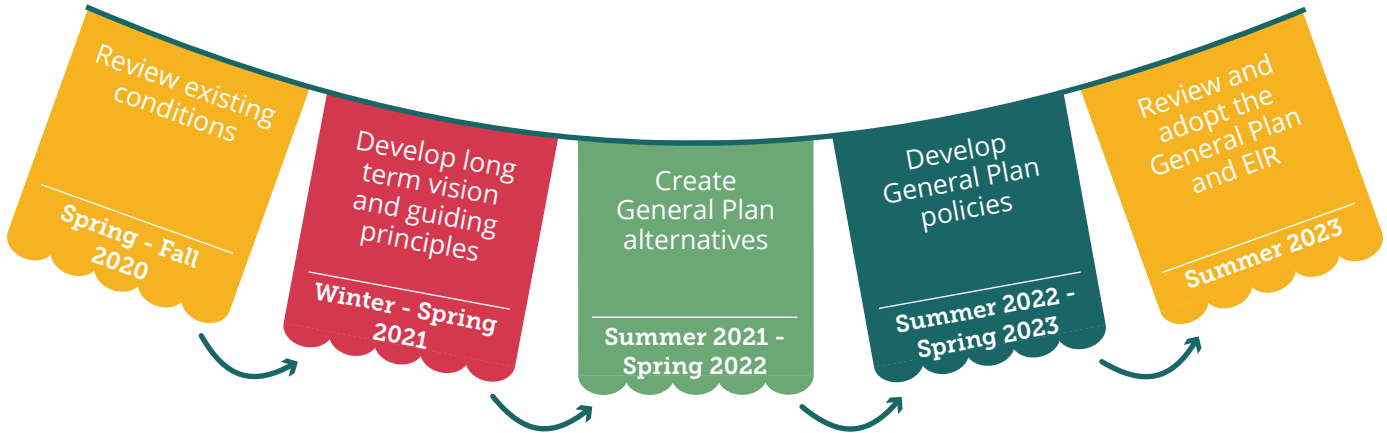 Review existing
conditions
Spring - Fall
2020
Develop long
term vision
and guiding
principles
Winter - Spring
2021
Create
General Plan
alternatives
Summer 2021 -
Spring 2022
Develop
General Plan
policies
Summer 2022 -
Spring 2023
Review and
adopt the
General Plan
and EIR
Summer 2023